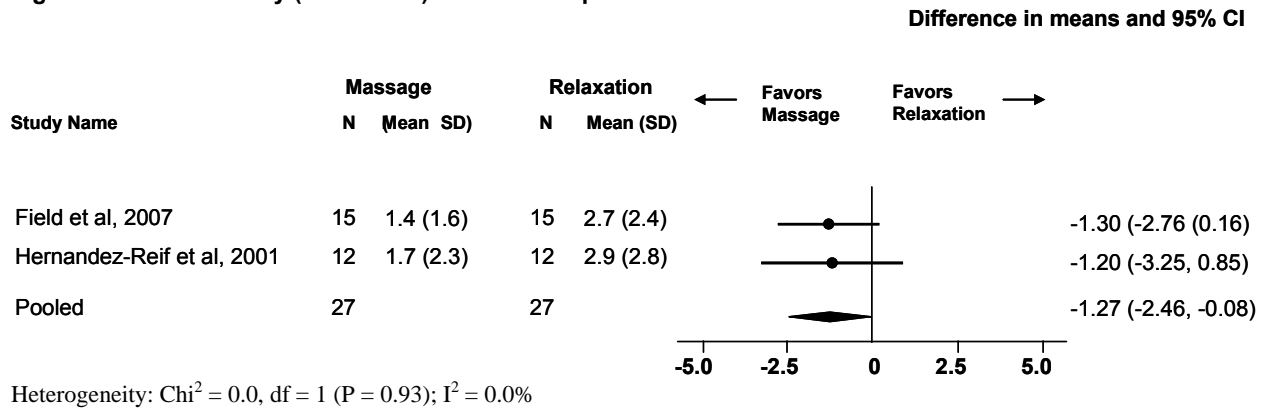 Difference in means and 95% CI
Massage Relaxation Favors Massage Favors Relaxation
Study Name N (Mean SD) N Mean (SD)
Field et al, 2007 15 1.4 (1.6) 15 2.7 (2.4) -1.30 (-2.76 (0.16)
Hernandez-Reif et al, 2001 12 1.7 (2.3) 12 2.9 (2.8) -1.20 (-3.25, 0.85)
Pooled 27 27 -1.27 (-2.46, -0.08)
-5.0 -2.5 0 2.5 5.0
Heterogeneity: Chi² = 0.0, df = 1 (P = 0.93); I² = 0.0%